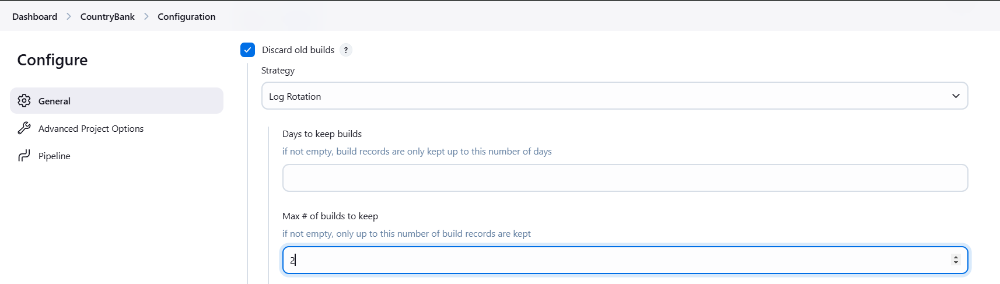 Dashboard > CountryBank > Configuration
Configure
General
Advanced Project Options
Pipeline
Discard old builds ?
Strategy
Log Rotation
Days to keep builds
if not empty, build records are only kept up to this number of days
Max # of builds to keep
if not empty, only up to this number of build records are kept
2